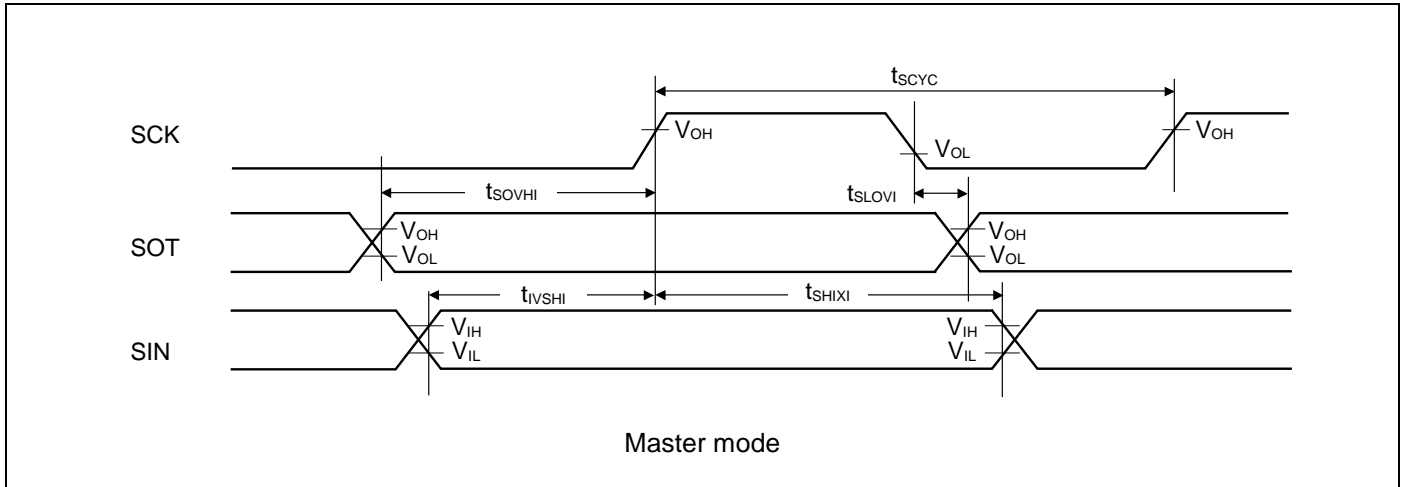 tSCYC
SCK
VOH
VOL
VOH
tSOVHI
tSLOVI
SOT
VOH
VOL
VOH
VOL
tIVSHI
tSHIXI
SIN
VIH
VIL
VIH
VIL
Master mode